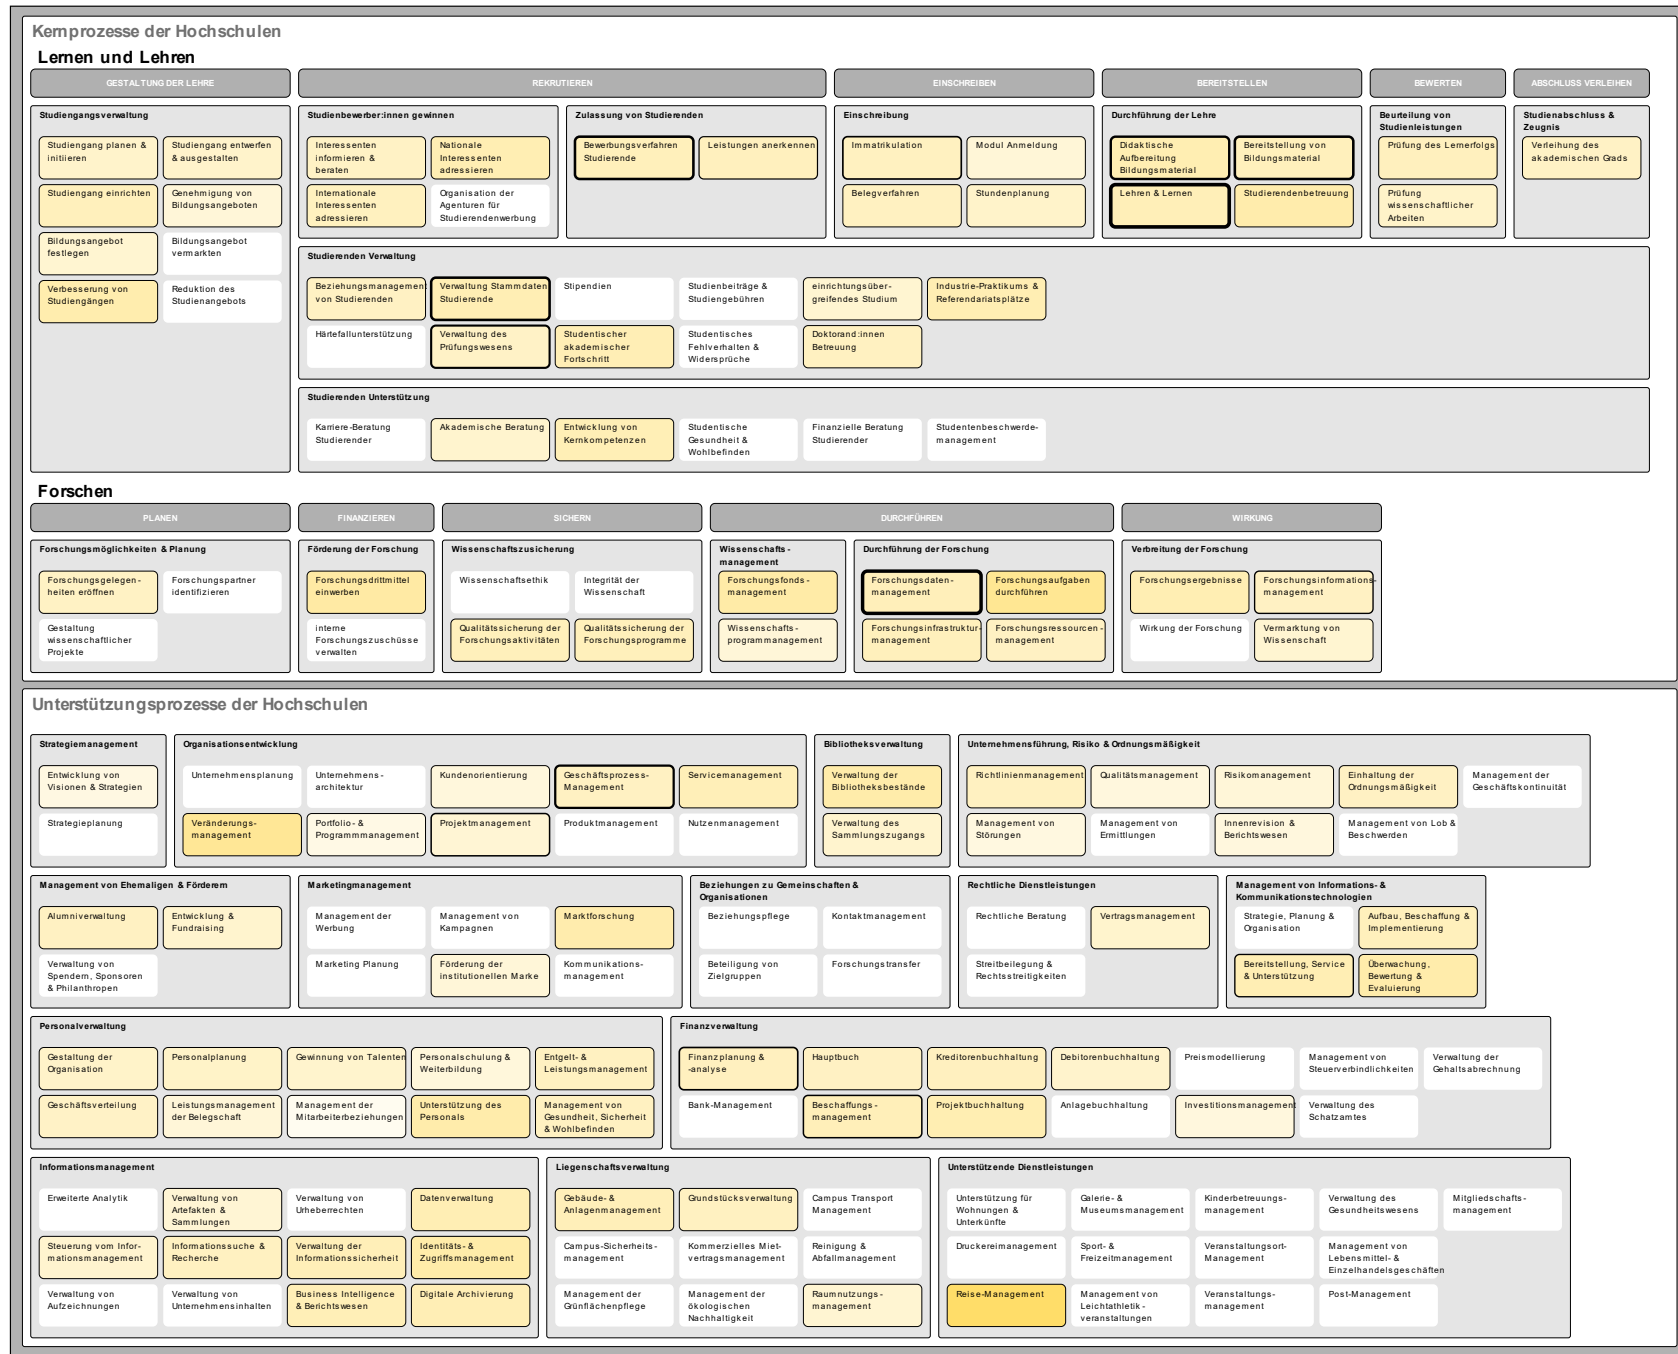 Kernprozesse der Hochschulen
Lernen und Lehren
GESTALTUNG DER LEHRE
REKRUTIEREN
EINSCHREIBEN
BEREITSTELLEN
BEWERTEN
ABSCHLUSS VERLEIHEN
Studiengangsverwaltung
Studiengang planen &
initiieren
Studiengang entwerfen
& ausgestalten
Studiengang einrichten
Genehmigung von
Bildungsangeboten
Bildungsangebot
festlegen
Bildungsangebot
vermarkten
Verbesserung von
Studiengängen
Reduktion des
Studienangebots
Studienbewerber:innen gewinnen
Interessenten
informieren &
beraten
Nationale
Interessenten
adressieren
Internationale
Interessenten
adressieren
Organisation der
Agenturen für
Studierendenwerbung
Zulassung von Studierenden
Bewerbungsverfahren
Studierende
Leistungen anerkennen
Einschreibung
Immatrikulation
Modul Anmeldung
Belegverfahren
Stundenplanung
Durchführung der Lehre
Didaktische
Aufbereitung
Bildungsmaterial
Bereitstellung von
Bildungsmaterial
Lehren & Lernen
Studierendenbetreuung
Beurteilung von
Studienleistungen
Prüfung des Lernerfolgs
Prüfung
wissenschaftlicher
Arbeiten
Studienabschluss &
Zeugnis
Verleihung des
akademischen Grads
Studierenden Verwaltung
Beziehungsmanagement
von Studierenden
Verwaltung Stammdaten
Studierende
Stipendien
Studienbeiträge &
Studiengebühren
einrichtungsüber-
greifendes Studium
Industrie-Praktikums &
Referendariatsplätze
Härtefallunterstützung
Verwaltung des
Prüfungswesens
Studentischer
akademischer
Fortschritt
Studentisches
Fehlverhalten &
Widersprüche
Doktorand:innen
Betreuung
Studierenden Unterstützung
Karriere-Beratung
Studierender
Akademische Beratung
Entwicklung von
Kernkompetenzen
Studentische
Gesundheit &
Wohlbefinden
Finanzielle Beratung
Studierender
Studentenbeschwerde-
management
Forschen
PLANEN
FINANZIEREN
SICHERN
DURCHFÜHREN
WIRKUNG
Forschungsmöglichkeiten & Planung
Forschungsgelegen-
heiten eröffnen
Forschungspartner
identifizieren
Gestaltung
wissenschaftlicher
Projekte
Förderung der Forschung
Forschungsdrittmittel
einwerben
interne
Forschungszuschüsse
verwalten
Wissenschaftszusicherung
Wissenschaftsethik
Integrität der
Wissenschaft
Qualitätssicherung der
Forschungsaktivitäten
Qualitätssicherung der
Forschungsprogramme
Wissenschafts-
management
Forschungsfonds-
management
Wissenschafts-
programmanagement
Durchführung der Forschung
Forschungsdaten-
management
Forschungsaufgaben
durchführen
Forschungsinfrastruktur-
management
Forschungsressourcen-
management
Verbreitung der Forschung
Forschungsergebnisse
Forschungsinformations-
management
Wirkung der Forschung
Vermarktung von
Wissenschaft
Unterstützungsprozesse der Hochschulen
Strategiemanagement
Entwicklung von
Visionen & Strategien
Strategieplanung
Organisationsentwicklung
Unternehmensplanung
Unternehmens-
architektur
Kundenorientierung
Geschäftsprozess-
Management
Servicemanagement
Veränderungs-
management
Portfolio- &
Programmmanagement
Projektmanagement
Produktmanagement
Nutzenmanagement
Bibliotheksverwaltung
Verwaltung der
Bibliotheksbestände
Verwaltung des
Sammlungszugangs
Unternehmensführung, Risiko & Ordnungsmäßigkeit
Richtlinienmanagement
Qualitätsmanagement
Risikomanagement
Einhaltung der
Ordnungsmäßigkeit
Management der
Geschäftskontinuität
Management von
Störungen
Management von
Ermittlungen
Innenrevision &
Berichtswesen
Management von Lob &
Beschwerden
Management von Ehemaligen & Förderern
Alumniverwaltung
Entwicklung &
Fundraising
Verwaltung von
Spendern, Sponsoren
& Philanthropen
Marketingmanagement
Management der
Werbung
Management von
Kampagnen
Marktforschung
Marketing Planung
Förderung der
institutionellen Marke
Kommunikations-
management
Beziehungen zu Gemeinschaften &
Organisationen
Beziehungspflege
Kontaktmanagement
Beteiligung von
Zielgruppen
Forschungstransfer
Rechtliche Dienstleistungen
Rechtliche Beratung
Vertragsmanagement
Streitbeilegung &
Rechtsstreitigkeiten
Management von Informations- &
Kommunikationstechnologien
Strategie, Planung &
Organisation
Aufbau, Beschaffung &
Implementierung
Bereitstellung, Service
& Unterstützung
Überwachung,
Bewertung &
Evaluierung
Personalverwaltung
Gestaltung der
Organisation
Personalplanung
Gewinnung von Talenten
Personalschulung &
Weiterbildung
Entgelt- &
Leistungsmanagement
Geschäftsverteilung
Leistungsmanagement
der Belegschaft
Management der
Mitarbeiterbeziehungen
Unterstützung des
Personals
Management von
Gesundheit, Sicherheit
& Wohlbefinden
Finanzverwaltung
Finanzplanung &
-analyse
Hauptbuch
Kreditorenbuchhaltung
Debitorenbuchhaltung
Preismodellierung
Management von
Steuerverbindlichkeiten
Verwaltung der
Gehaltsabrechnung
Bank-Management
Beschaffungs-
management
Projektbuchhaltung
Anlagebuchhaltung
Investitionsmanagement
Verwaltung des
Schatzamtes
Informationsmanagement
Erweiterte Analytik
Verwaltung von
Artefakten &
Sammlungen
Verwaltung von
Urheberrechten
Datenverwaltung
Steuerung vom Infor-
mationsmanagement
Informationssuche &
Recherche
Verwaltung der
Informationssicherheit
Identitäts- &
Zugriffsmanagement
Verwaltung von
Aufzeichnungen
Verwaltung von
Unternehmensinhalten
Business Intelligence
& Berichtswesen
Digitale Archivierung
Liegenschaftsverwaltung
Gebäude- &
Anlagenmanagement
Grundstücksverwaltung
Campus Transport
Management
Campus-Sicherheits-
management
Kommerzielles Miet-
vertragsmanagement
Reinigung &
Abfallmanagement
Management der
Grünflächenpflege
Management der
ökologischen
Nachhaltigkeit
Raumnutzungs-
management
Unterstützende Dienstleistungen
Unterstützung für
Wohnungen &
Unterkünfte
Galerie- &
Museumsmanagement
Kinderbetreuungs-
management
Verwaltung des
Gesundheitswesens
Mitgliedschafts-
management
Druckereimanagement
Sport- &
Freizeitmanagement
Veranstaltungsort-
Management
Management von
Lebensmittel- &
Einzelhandelsgeschäften
Reise-Management
Management von
Leichtathletik-
veranstaltungen
Veranstaltungs-
management
Post-Management